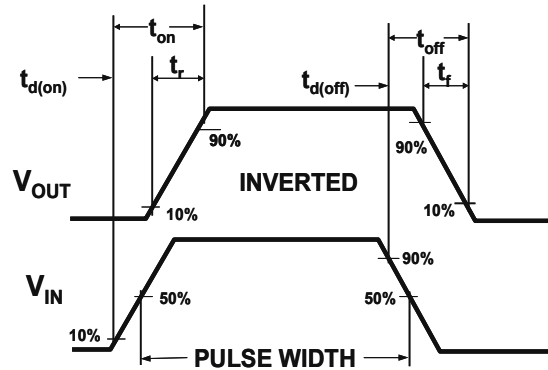 t_on
t_off
t_d(on)
t_r
t_d(off)
t_f
90%
90%
V_OUT
INVERTED
10%
10%
90%
V_IN
50%
50%
10%
PULSE WIDTH